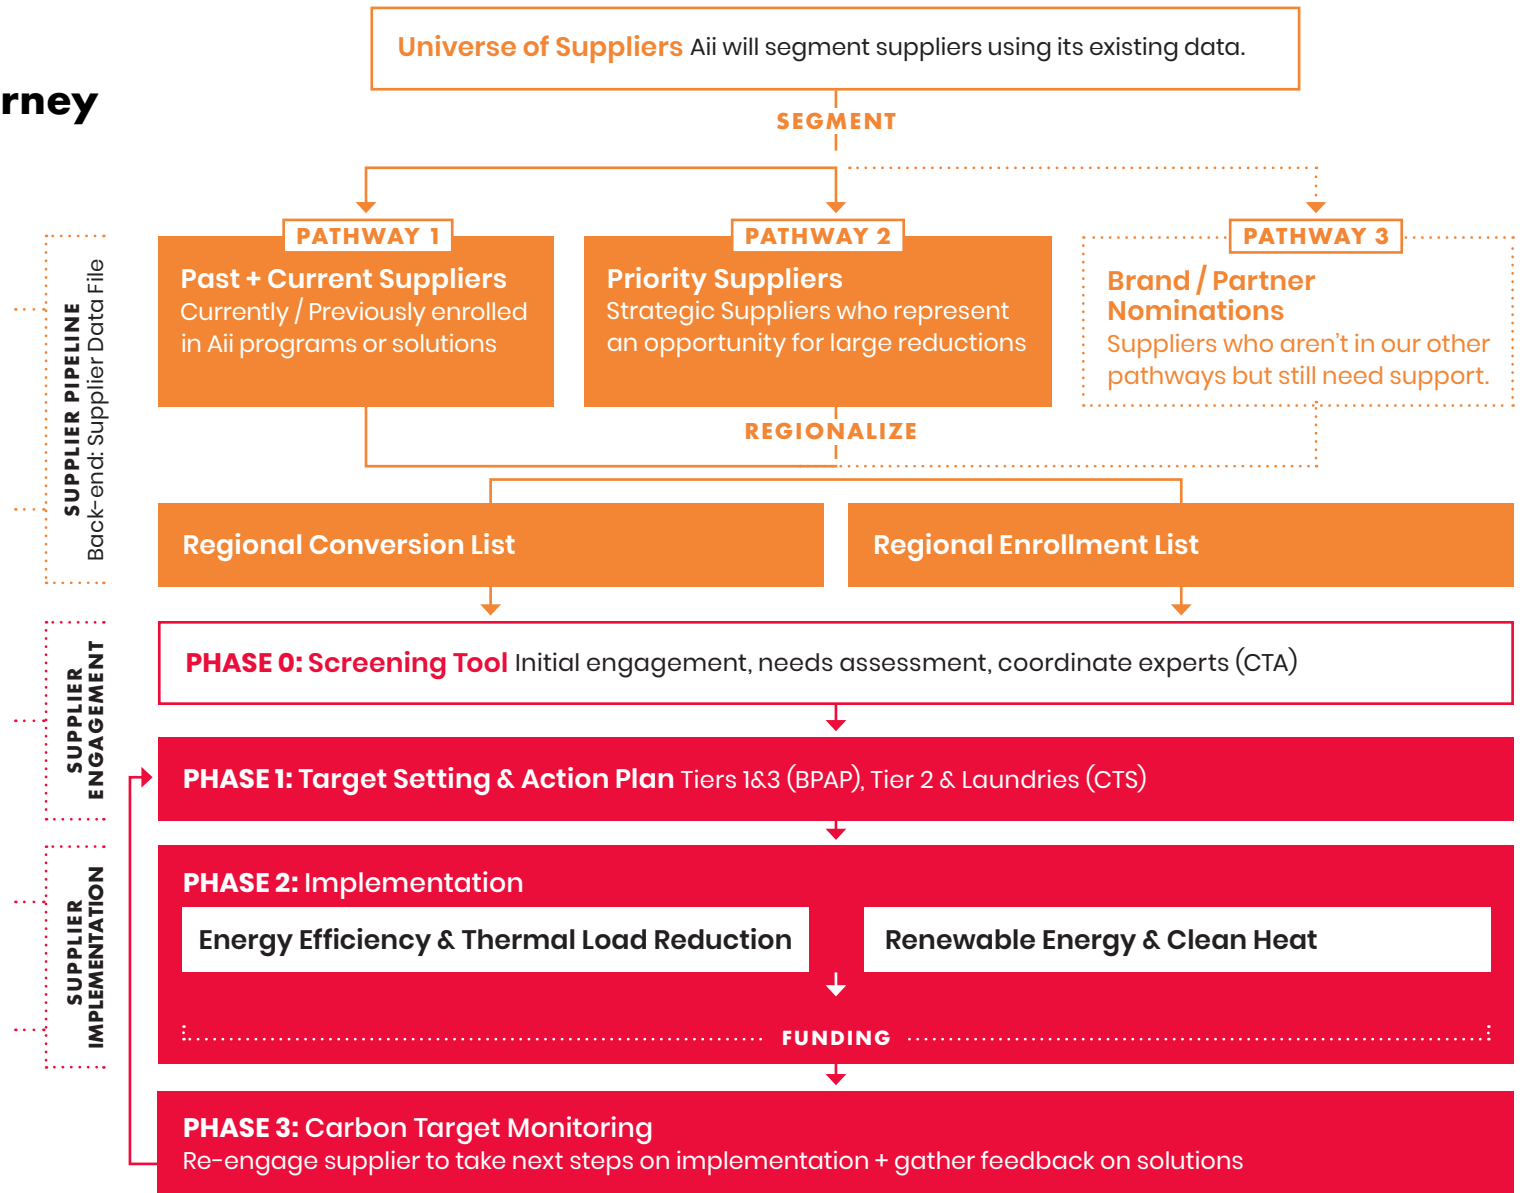 Universe of Suppliers Aii will segment suppliers using its existing data.
SEGMENT
PATHWAY 1
Past + Current Suppliers
Currently / Previously enrolled
in Aii programs or solutions
PATHWAY 2
Priority Suppliers
Strategic Suppliers who represent
an opportunity for large reductions
PATHWAY 3
Brand / Partner
Nominations
Suppliers who aren't in our other
pathways but still need support.
SUPPLIER PIPELINE
Back-end: Supplier Data File
REGIONALIZE
Regional Conversion List
Regional Enrollment List
SUPPLIER
ENGAGEMENT
PHASE 0: Screening Tool Initial engagement, needs assessment, coordinate experts (CTA)
PHASE 1: Target Setting & Action Plan Tiers 1&3 (BPAP), Tier 2 & Laundries (CTS)
SUPPLIER
IMPLEMENTATION
PHASE 2: Implementation
Energy Efficiency & Thermal Load Reduction
Renewable Energy & Clean Heat
FUNDING
PHASE 3: Carbon Target Monitoring
Re-engage supplier to take next steps on implementation + gather feedback on solutions